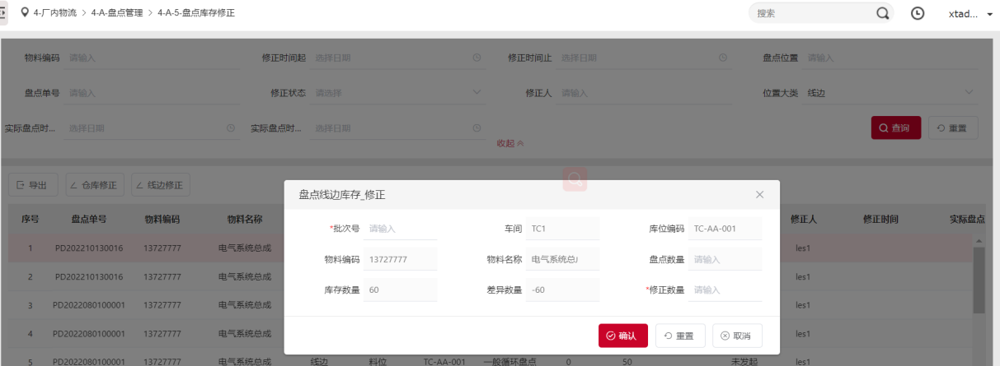 4-厂内物流 > 4-A-盘点管理 > 4-A-5-盘点库存修正 搜索 xtad...
物料编码 请输入 修正时间起 选择日期 修正时间止 选择日期 盘点位置 请输入
盘点单号 请输入 修正状态 请选择 修正人 请输入 位置大类 线边
实际盘点时... 选择日期 实际盘点时... 选择日期 查询 重置
收起
导出 仓库修正 线边修正
盘点线边库存_修正
序号 盘点单号 物料编码 物料名称 修正人 修正时间 实际盘点
*批次号 请输入 车间 TC1 库位编码 TC-AA-001
1 PD202210130016 13727777 电气系统总成 les1
物料编码 13727777 物料名称 电气系统总 盘点数量 请输入
2 PD202210130016 13727777 电气系统总成 les1
库存数量 60 差异数量 -60 *修正数量 请输入
3 PD2022080100001 13727777 电气系统总成 les1
4 PD2022080100001 13727777 电气系统总成 les1
确认 重置 取消
5 PD2022080100001 13727777 电气系统总成 线边 料位 TC-AA-001 一般循环盘点 0 50 未发起 les1